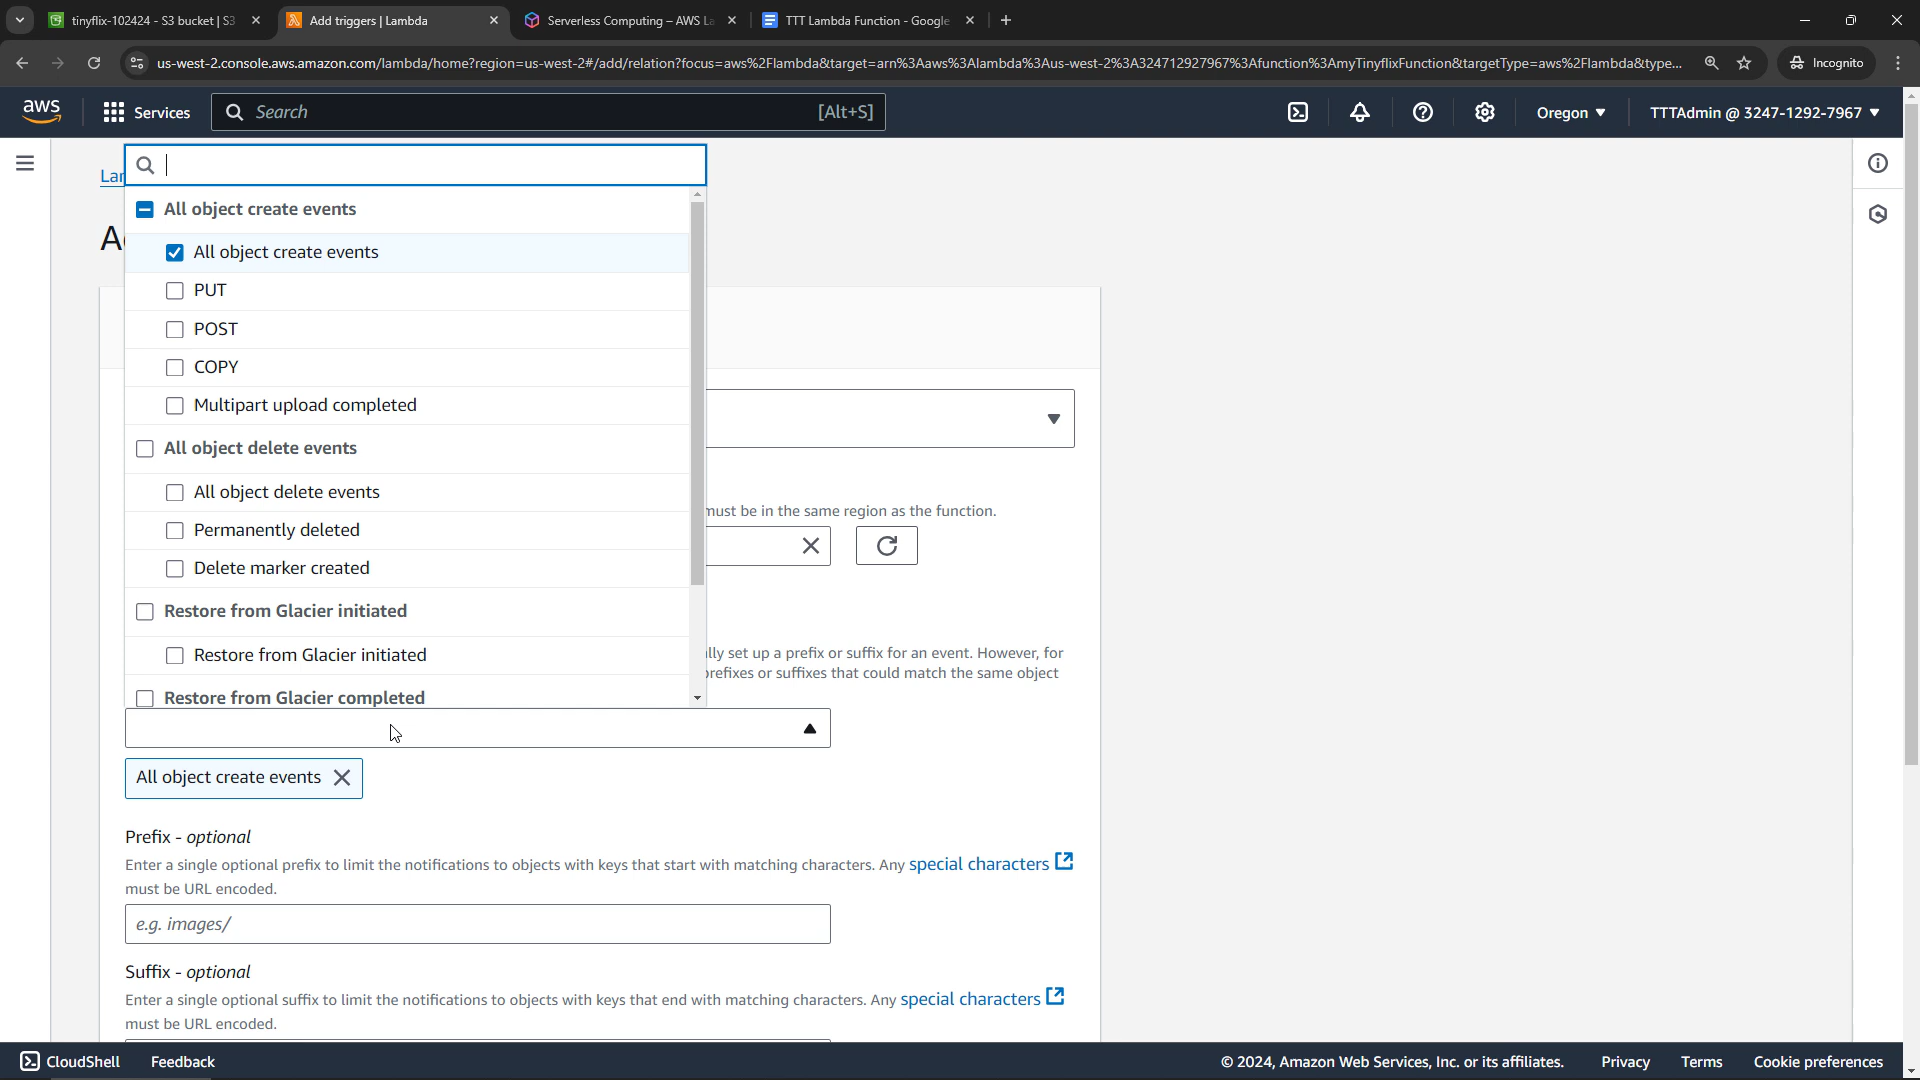 tinyflix-102424 - S3 bucket | S3
Add triggers | Lambda
Serverless Computing – AWS La
TTT Lambda Function - Google
us-west-2.console.aws.amazon.com/lambda/home?region=us-west-2#/add/relation?focus=aws%2Flambda&target=arn%3Aaws%3Alambda%3Aus-west-2%3A324712927967%3Afunction%3AmyTinyflixFunction&targetType=aws%2Flambda&type...
Incognito
aws
Services
Search
[Alt+S]
Oregon
TTTAdmin @ 3247-1292-7967
Lar
All object create events
All object create events
PUT
POST
COPY
Multipart upload completed
All object delete events
All object delete events
must be in the same region as the function.
Permanently deleted
Delete marker created
Restore from Glacier initiated
Restore from Glacier initiated
lly set up a prefix or suffix for an event. However, for
prefixes or suffixes that could match the same object
Restore from Glacier completed
All object create events
Prefix - optional
Enter a single optional prefix to limit the notifications to objects with keys that start with matching characters. Any special characters
must be URL encoded.
e.g. images/
Suffix - optional
Enter a single optional suffix to limit the notifications to objects with keys that end with matching characters. Any special characters
must be URL encoded.
CloudShell
Feedback
© 2024, Amazon Web Services, Inc. or its affiliates.
Privacy
Terms
Cookie preferences